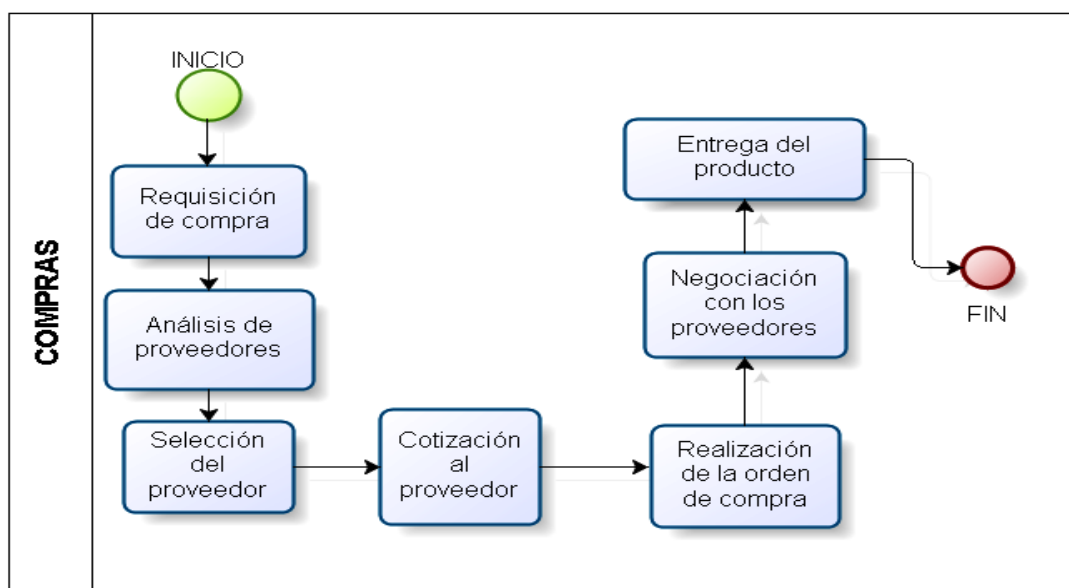 COMPRAS
INICIO
Requisición
de compra
Análisis de
proveedores
Selección
del
proveedor
Cotización
al
proveedor
Realización
de la orden
de compra
Negociación
con los
proveedores
Entrega del
producto
FIN